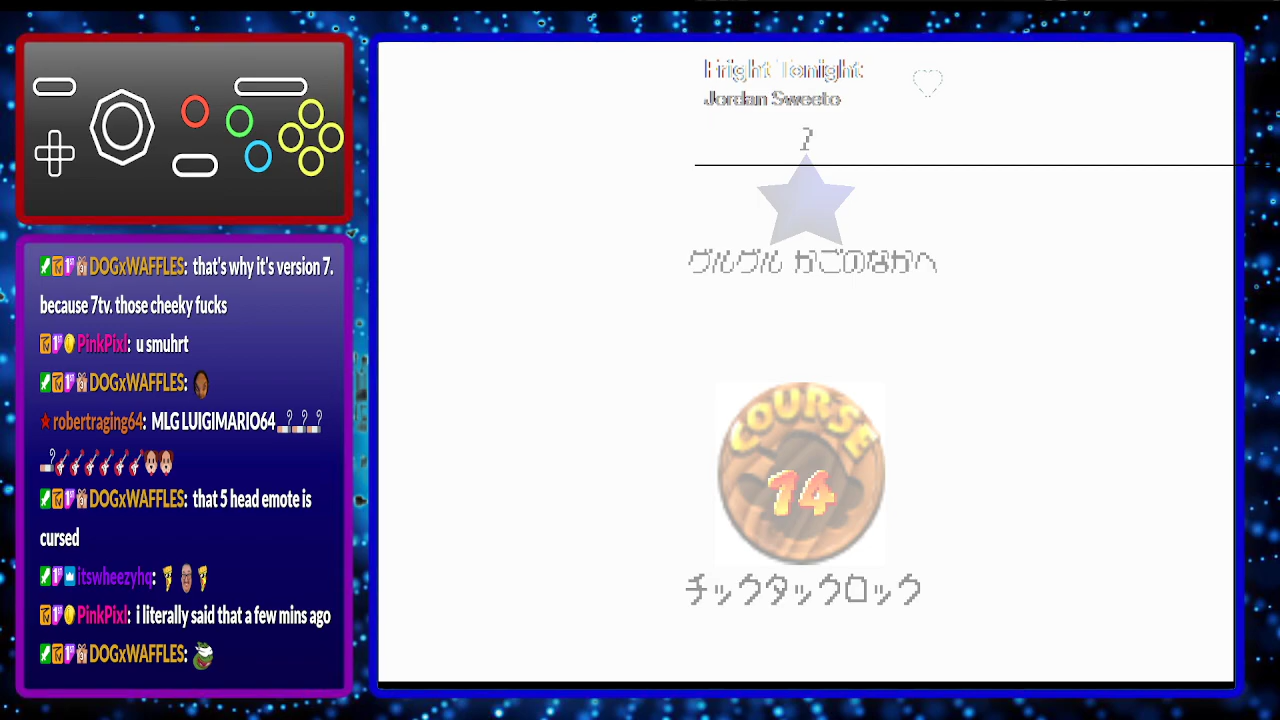 Fright Tonight
Jordan Sweeto
グルグル かごのなかへ
COURSE
14
チックタックロック
DOGxWAFFLES: that's why it's version 7.
because 7tv. those cheeky fucks
PinkPixl: u smuhrt
DOGxWAFFLES:
robertraging64: MLG LUIGIMARIO64
DOGxWAFFLES: that 5 head emote is
cursed
itswheezyhq:
PinkPixl: i literally said that a few mins ago
DOGxWAFFLES: